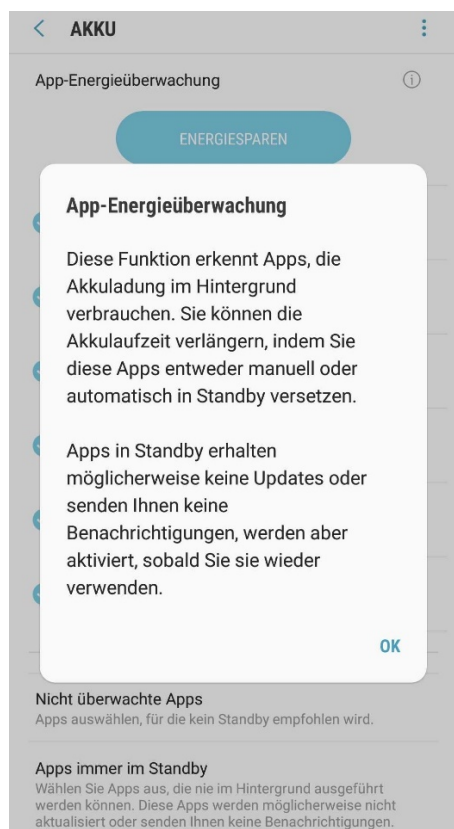 AKKU
App-Energieüberwachung
ENERGIESPAREN
App-Energieüberwachung
Diese Funktion erkennt Apps, die
Akkuladung im Hintergrund
verbrauchen. Sie können die
Akkulaufzeit verlängern, indem Sie
diese Apps entweder manuell oder
automatisch in Standby versetzen.
Apps in Standby erhalten
möglicherweise keine Updates oder
senden Ihnen keine
Benachrichtigungen, werden aber
aktiviert, sobald Sie sie wieder
verwenden.
OK
Nicht überwachte Apps
Apps auswählen, für die kein Standby empfohlen wird.
Apps immer im Standby
Wählen Sie Apps aus, die nie im Hintergrund ausgeführt
werden können. Diese Apps werden möglicherweise nicht
aktualisiert oder senden Ihnen keine Benachrichtigungen.